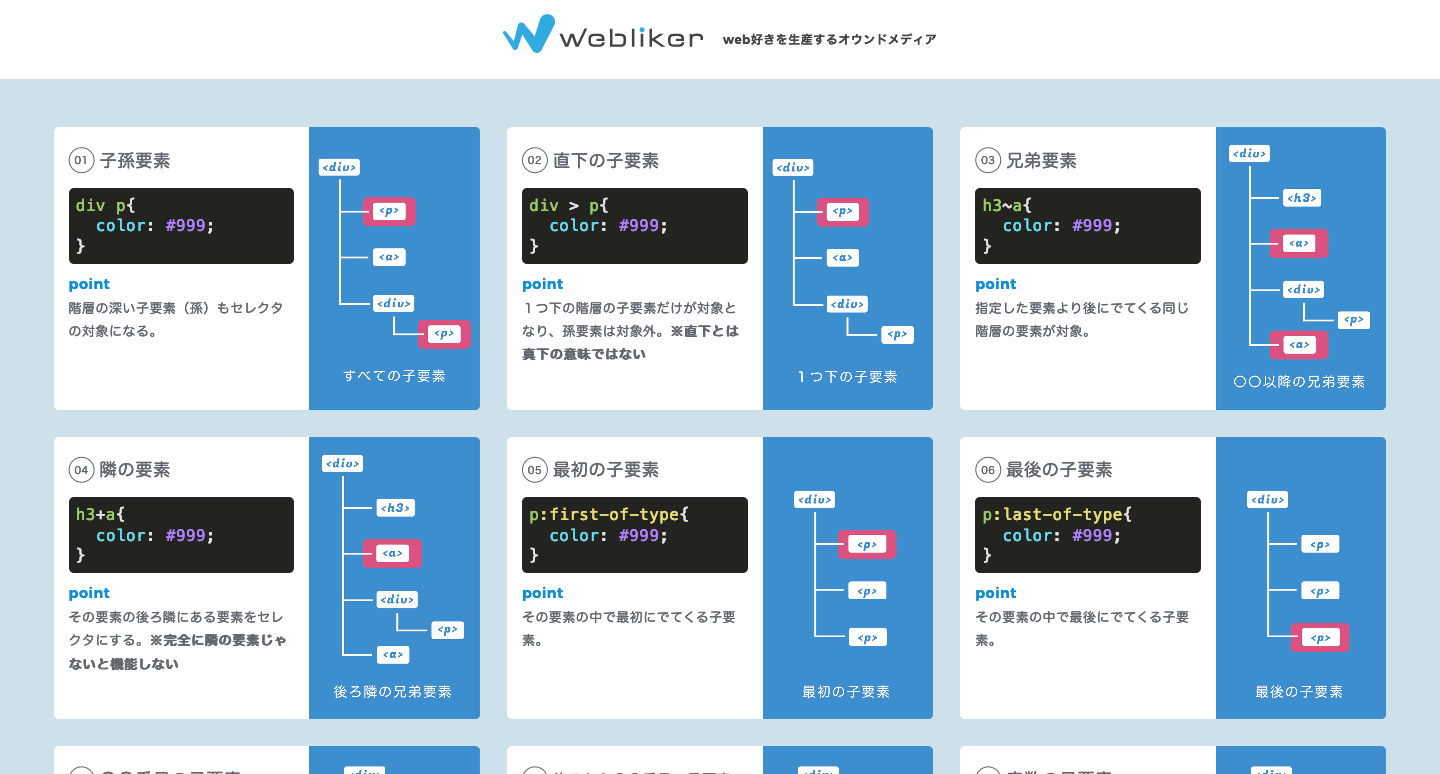 Webliker
web好きを生産するオウンドメディア
01 子孫要素
div p{
color: #999;
}
point
階層の深い子要素（孫）もセレクタ
の対象になる。
<div>
<p>
<a>
<div>
<p>
すべての子要素
02 直下の子要素
div > p{
color: #999;
}
point
１つ下の階層の子要素だけが対象と
なり、孫要素は対象外。※直下とは
真下の意味ではない
<div>
<p>
<a>
<div>
<p>
１つ下の子要素
03 兄弟要素
h3~a{
color: #999;
}
point
指定した要素より後にでてくる同じ
階層の要素が対象。
<div>
<h3>
<a>
<div>
<p>
<a>
〇〇以降の兄弟要素
04 隣の要素
h3+a{
color: #999;
}
point
その要素の後ろ隣にある要素をセレ
クタにする。※完全に隣の要素じゃ
ないと機能しない
<div>
<h3>
<a>
<div>
<p>
<a>
後ろ隣の兄弟要素
05 最初の子要素
p:first-of-type{
color: #999;
}
point
その要素の中で最初にでてくる子要
素。
<div>
<p>
<p>
<p>
最初の子要素
06 最後の子要素
p:last-of-type{
color: #999;
}
point
その要素の中で最後にでてくる子要
素。
<div>
<p>
<p>
<p>
最後の子要素
<div>
<div>
<div>